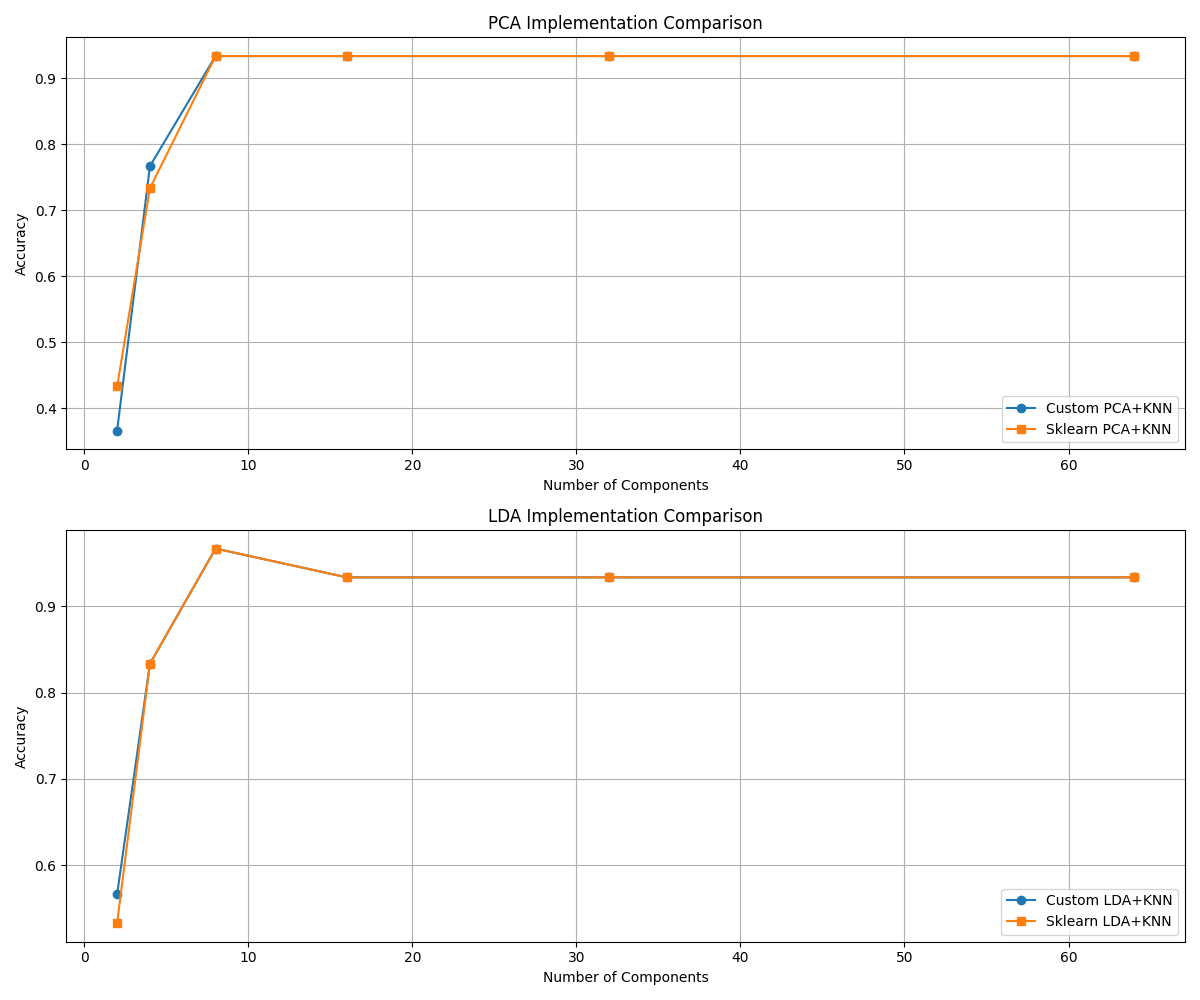 PCA Implementation Comparison
0.9
0.8
0.7
0.6
0.5
0.4
Accuracy
Custom PCA+KNN
Sklearn PCA+KNN
0 10 20 30 40 50 60
Number of Components
LDA Implementation Comparison
0.9
0.8
0.7
0.6
Accuracy
Custom LDA+KNN
Sklearn LDA+KNN
0 10 20 30 40 50 60
Number of Components